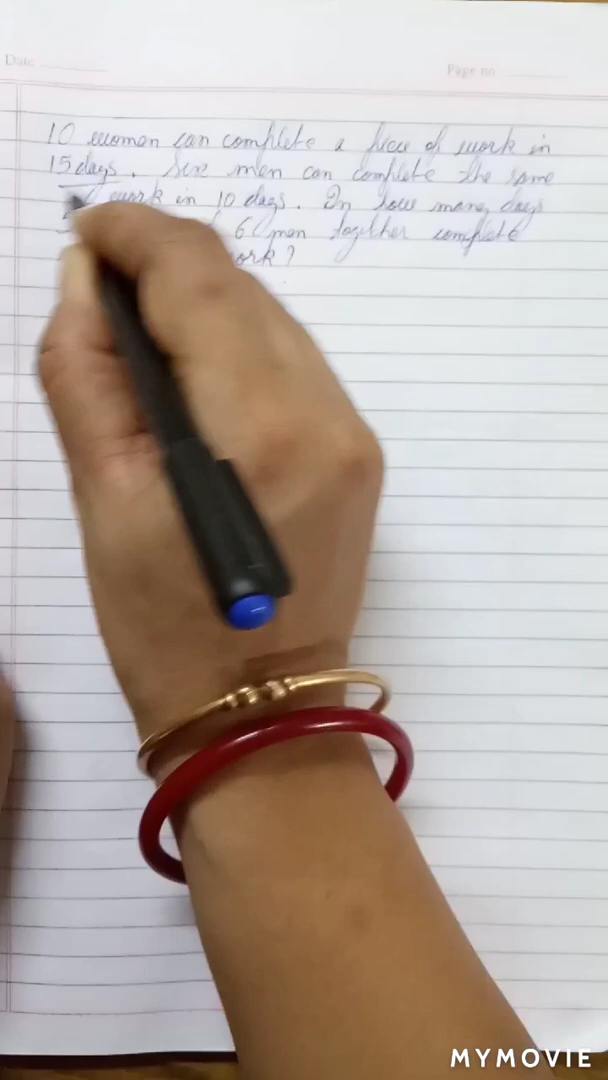 Date
Page no
10 women can complete a piece of work in
15 days. Six men can complete the same
work in 10 days. In how many days
6 men together complete
work?
MYMOVIE